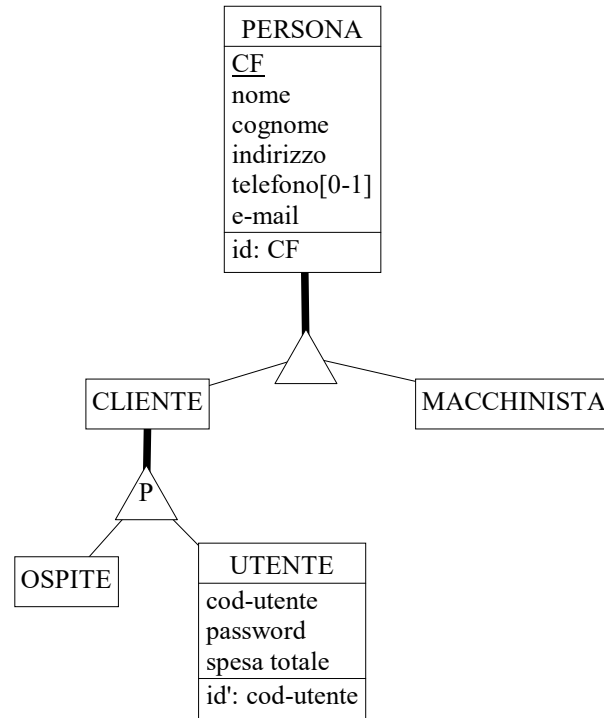 PERSONA
CF
nome
cognome
indirizzo
telefono[0-1]
e-mail
id: CF
CLIENTE
MACCHINISTA
P
OSPITE
UTENTE
cod-utente
password
spesa totale
id': cod-utente